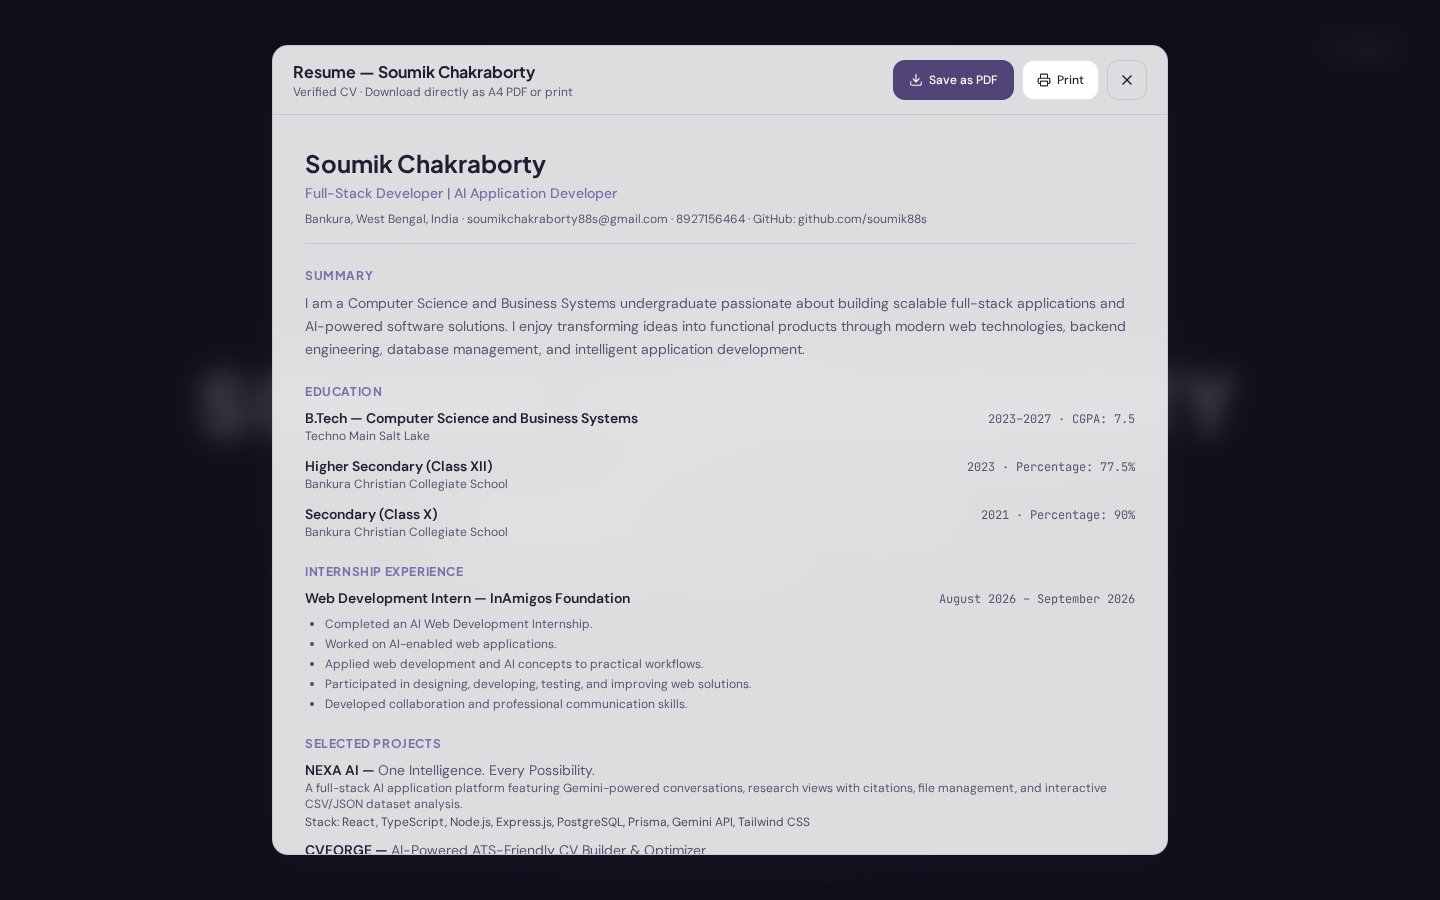 Resume — Soumik Chakraborty
Verified CV · Download directly as A4 PDF or print
Save as PDF
Print
Soumik Chakraborty
Full-Stack Developer | AI Application Developer
Bankura, West Bengal, India · soumikchakraborty88s@gmail.com · 8927156464 · GitHub: github.com/soumik88s
SUMMARY
I am a Computer Science and Business Systems undergraduate passionate about building scalable full-stack applications and
AI-powered software solutions. I enjoy transforming ideas into functional products through modern web technologies, backend
engineering, database management, and intelligent application development.
EDUCATION
B.Tech — Computer Science and Business Systems
2023–2027 · CGPA: 7.5
Techno Main Salt Lake
Higher Secondary (Class XII)
2023 · Percentage: 77.5%
Bankura Christian Collegiate School
Secondary (Class X)
2021 · Percentage: 90%
Bankura Christian Collegiate School
INTERNSHIP EXPERIENCE
Web Development Intern — InAmigos Foundation
August 2026 – September 2026
• Completed an AI Web Development Internship.
• Worked on AI-enabled web applications.
• Applied web development and AI concepts to practical workflows.
• Participated in designing, developing, testing, and improving web solutions.
• Developed collaboration and professional communication skills.
SELECTED PROJECTS
NEXA AI — One Intelligence. Every Possibility.
A full-stack AI application platform featuring Gemini-powered conversations, research views with citations, file management, and interactive
CSV/JSON dataset analysis.
Stack: React, TypeScript, Node.js, Express.js, PostgreSQL, Prisma, Gemini API, Tailwind CSS
CVFORGE — AI-Powered ATS-Friendly CV Builder & Optimizer